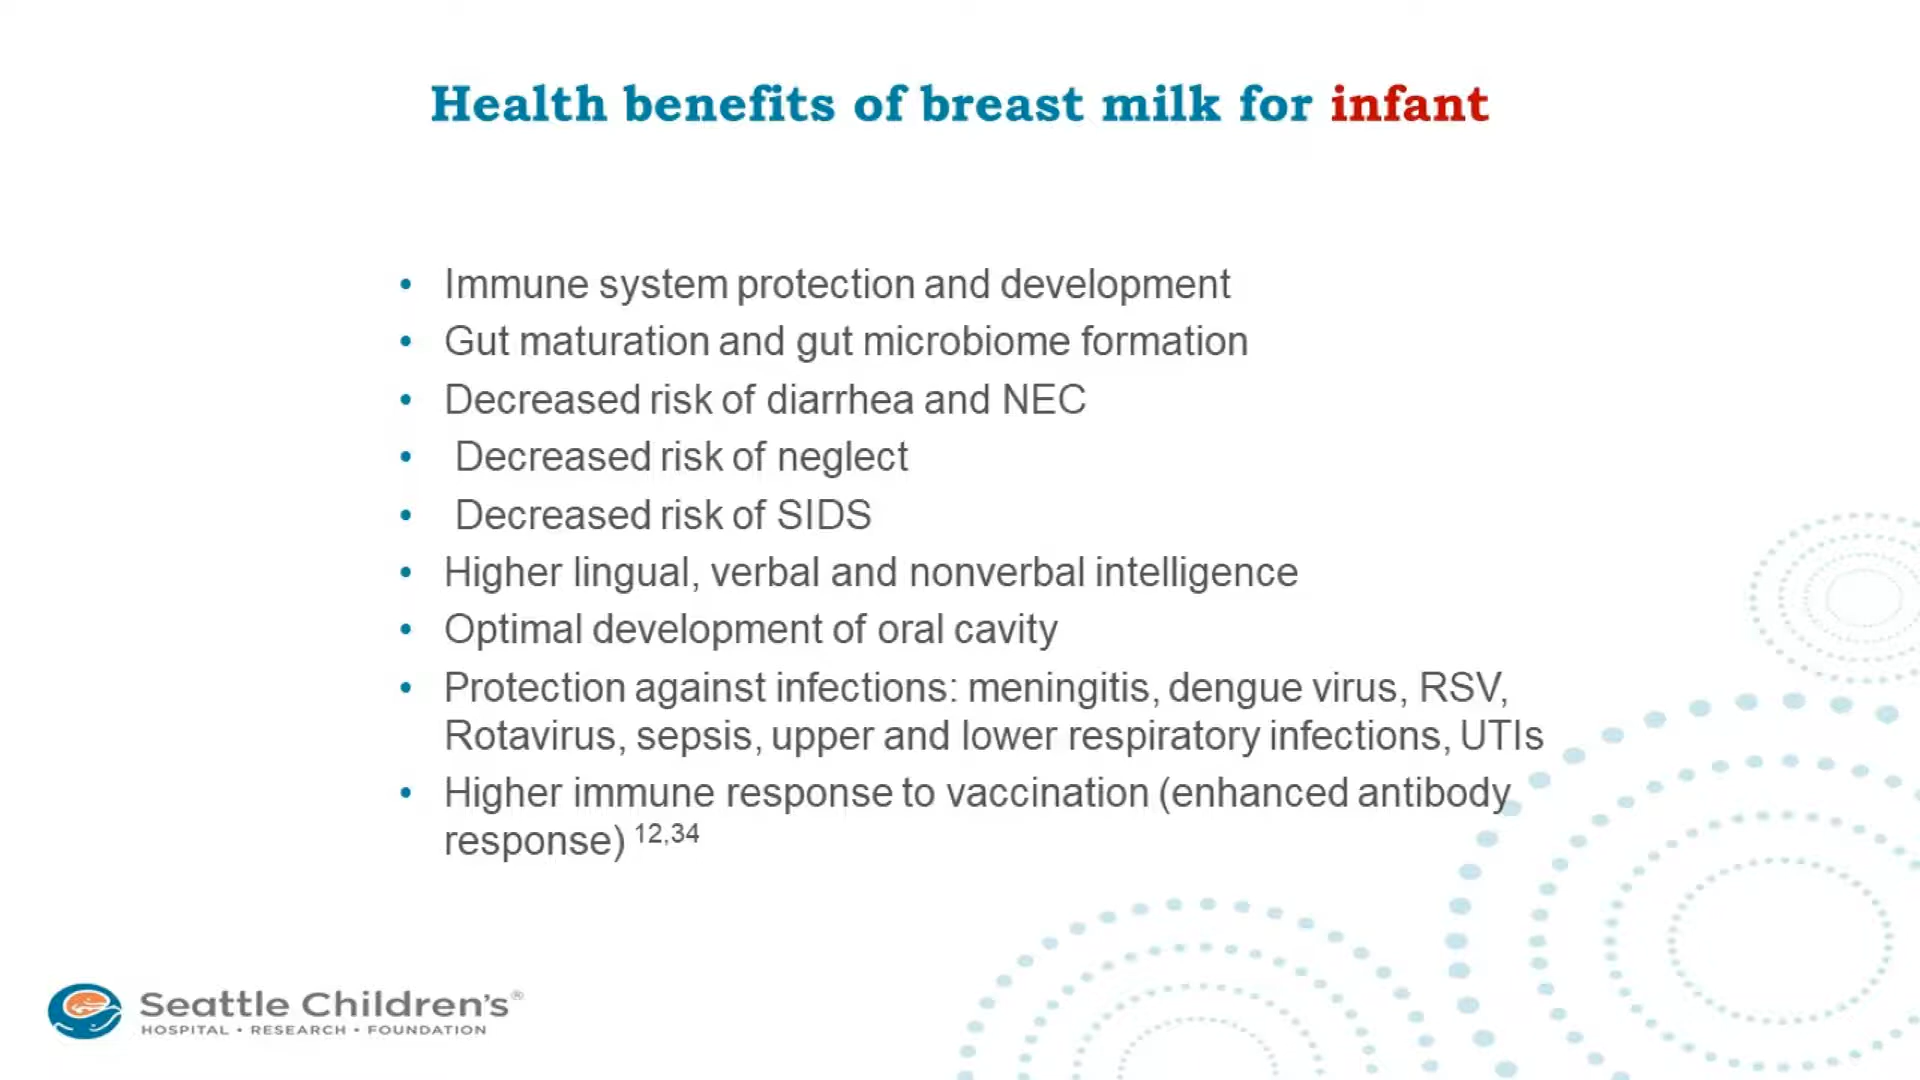 Health benefits of breast milk for infant
• Immune system protection and development
• Gut maturation and gut microbiome formation
• Decreased risk of diarrhea and NEC
• Decreased risk of neglect
• Decreased risk of SIDS
• Higher lingual, verbal and nonverbal intelligence
• Optimal development of oral cavity
• Protection against infections: meningitis, dengue virus, RSV,
Rotavirus, sepsis, upper and lower respiratory infections, UTIs
• Higher immune response to vaccination (enhanced antibody
response) 12,34
Seattle Children's®
HOSPITAL • RESEARCH • FOUNDATION